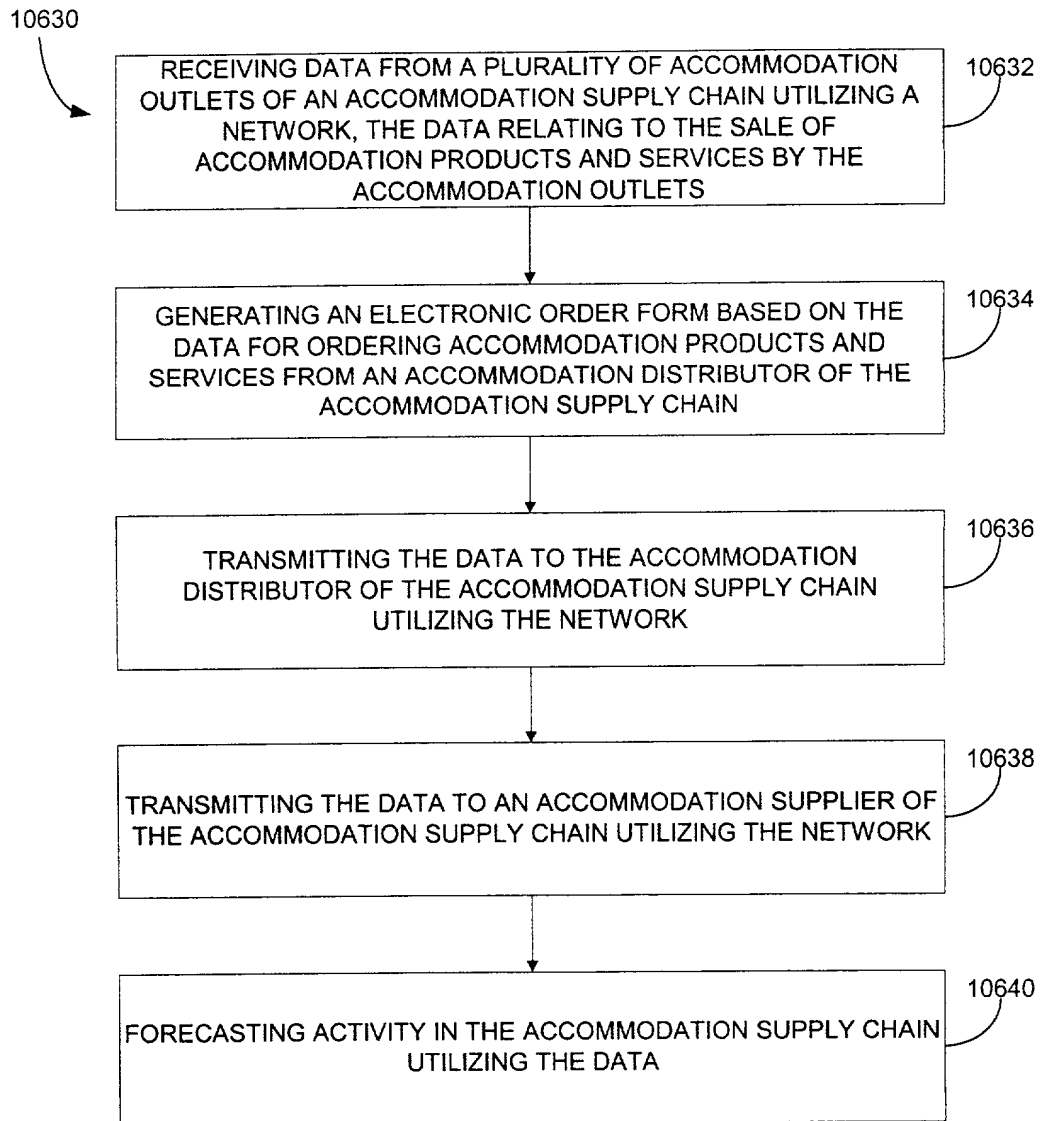 10630
RECEIVING DATA FROM A PLURALITY OF ACCOMMODATION
OUTLETS OF AN ACCOMMODATION SUPPLY CHAIN UTILIZING A
NETWORK, THE DATA RELATING TO THE SALE OF
ACCOMMODATION PRODUCTS AND SERVICES BY THE
ACCOMMODATION OUTLETS
10632
GENERATING AN ELECTRONIC ORDER FORM BASED ON THE
DATA FOR ORDERING ACCOMMODATION PRODUCTS AND
SERVICES FROM AN ACCOMMODATION DISTRIBUTOR OF THE
ACCOMMODATION SUPPLY CHAIN
10634
TRANSMITTING THE DATA TO THE ACCOMMODATION
DISTRIBUTOR OF THE ACCOMMODATION SUPPLY CHAIN
UTILIZING THE NETWORK
10636
TRANSMITTING THE DATA TO AN ACCOMMODATION SUPPLIER OF
THE ACCOMMODATION SUPPLY CHAIN UTILIZING THE NETWORK
10638
FORECASTING ACTIVITY IN THE ACCOMMODATION SUPPLY CHAIN
UTILIZING THE DATA
10640